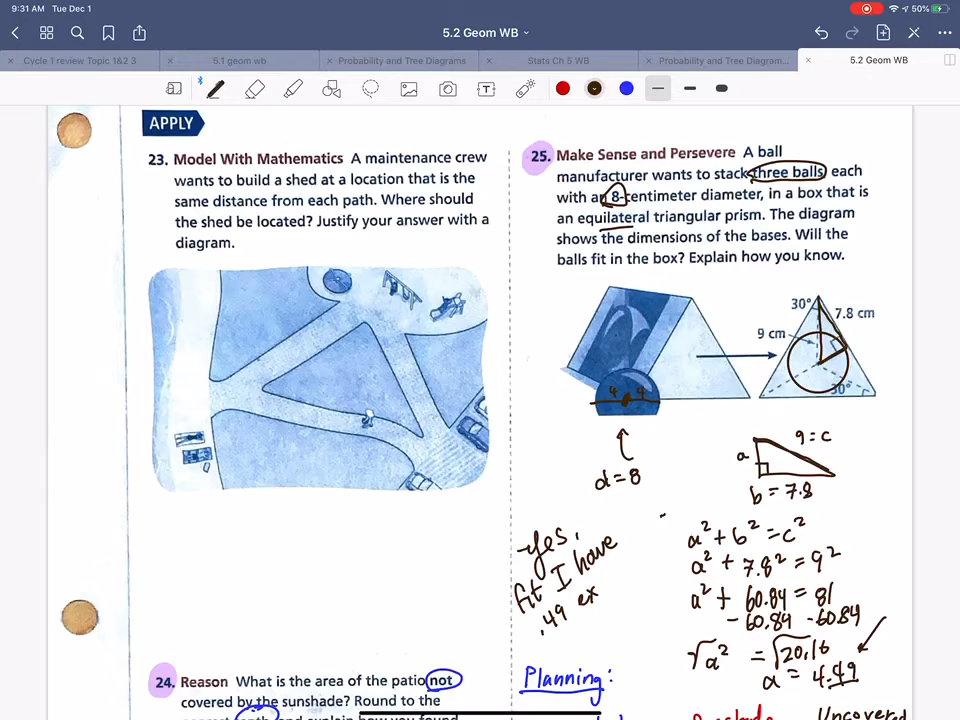 9:31 AM Tue Dec 1
50%
5.2 Geom WB
Cycle 1 review Topic 1&2 3
5.1 geom wb
Probability and Tree Diagrams
Stats Ch 5 WB
Probability and Tree Diagram...
5.2 Geom WB
APPLY
23. Model With Mathematics A maintenance crew
wants to build a shed at a location that is the
same distance from each path. Where should
the shed be located? Justify your answer with a
diagram.
25. Make Sense and Persevere A ball
manufacturer wants to stack three balls each
with an 8-centimeter diameter, in a box that is
an equilateral triangular prism. The diagram
shows the dimensions of the bases. Will the
balls fit in the box? Explain how you know.
30°
7.8 cm
9 cm
30°
4 4
d=8
9 = c
a
b = 7.8
a² + b² = c²
a² + 7.8² = 9²
a² + 60.84 = 81
- 60.84 -60.84
√a² = √20.16
a = 4.49
yes,
fit I have
.49 ex
24. Reason What is the area of the patio not
covered by the sunshade? Round to the
Planning:
Uncovered